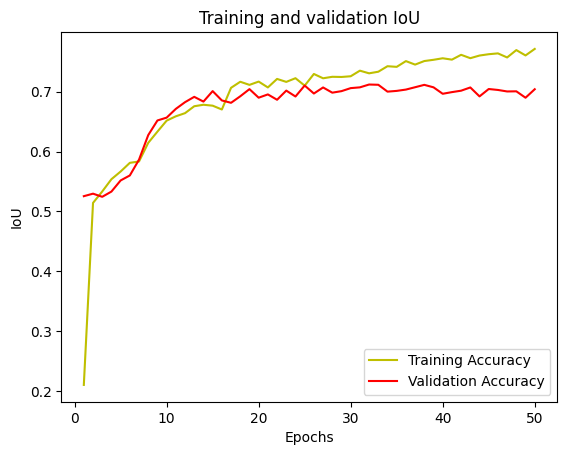 Training and validation IoU
0.7
0.6
0.5
0.4
0.3
0.2
IoU
Training Accuracy
Validation Accuracy
0
10
20
30
40
50
Epochs